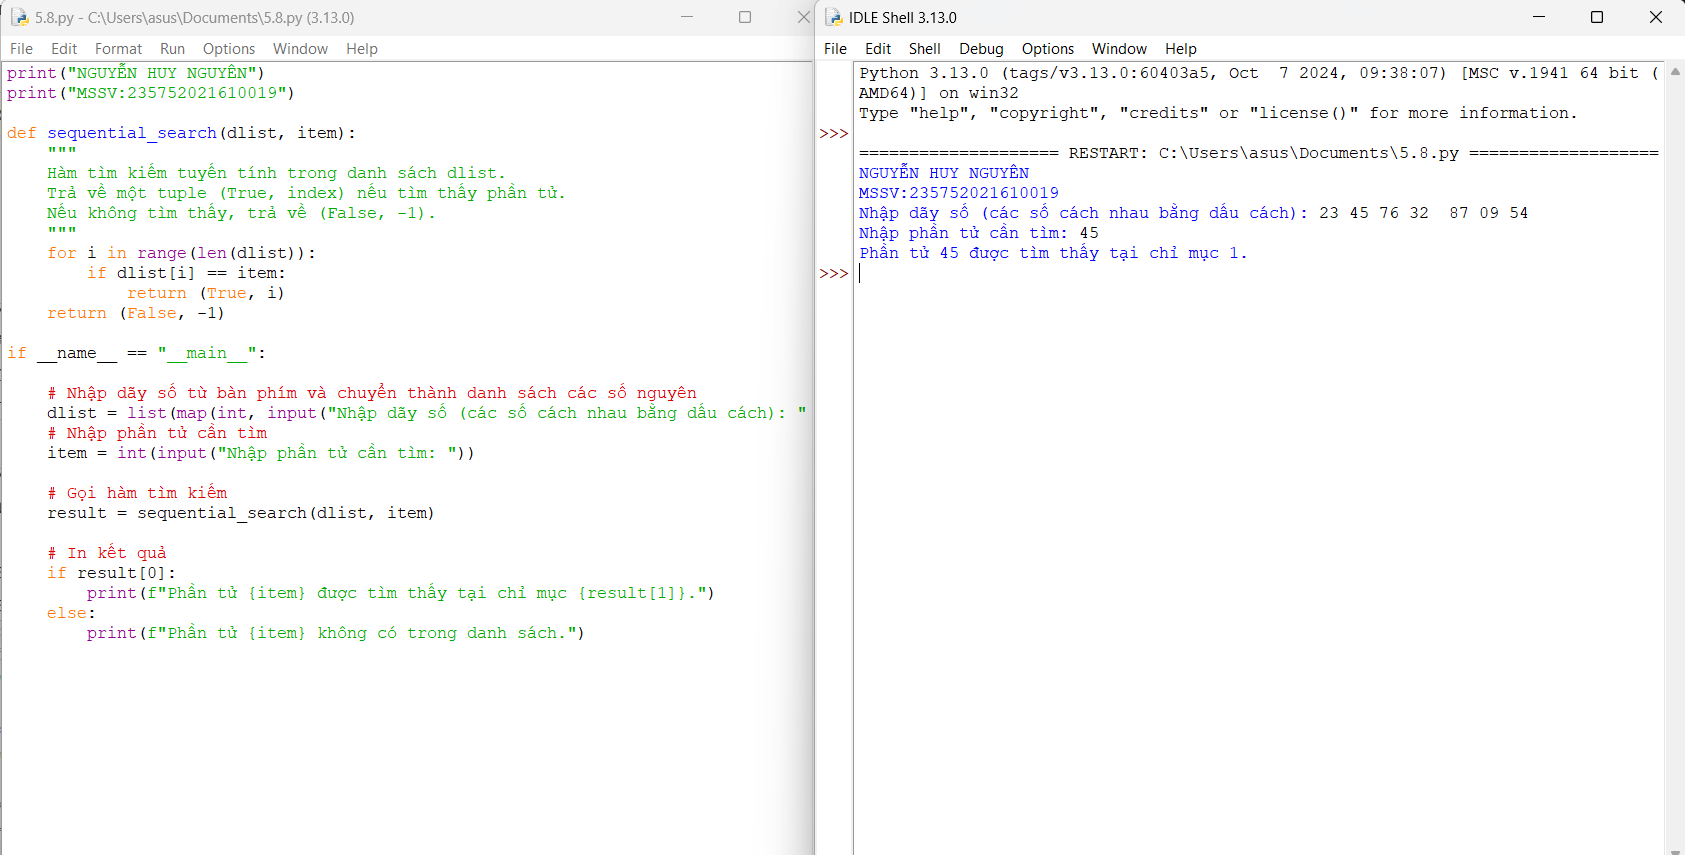 5.8.py - C:\Users\asus\Documents\5.8.py (3.13.0)
File Edit Format Run Options Window Help
print("NGUYỄN HUY NGUYÊN")
print("MSSV:235752021610019")
def sequential_search(dlist, item):
"""
Hàm tìm kiếm tuyến tính trong danh sách dlist.
Trả về một tuple (True, index) nếu tìm thấy phần tử.
Nếu không tìm thấy, trả về (False, -1).
"""
for i in range(len(dlist)):
if dlist[i] == item:
return (True, i)
return (False, -1)
if __name__ == "__main__":
# Nhập dãy số từ bàn phím và chuyển thành danh sách các số nguyên
dlist = list(map(int, input("Nhập dãy số (các số cách nhau bằng dấu cách): "
# Nhập phần tử cần tìm
item = int(input("Nhập phần tử cần tìm: "))
# Gọi hàm tìm kiếm
result = sequential_search(dlist, item)
# In kết quả
if result[0]:
print(f"Phần tử {item} được tìm thấy tại chỉ mục {result[1]}.")
else:
print(f"Phần tử {item} không có trong danh sách.")
IDLE Shell 3.13.0
File Edit Shell Debug Options Window Help
Python 3.13.0 (tags/v3.13.0:60403a5, Oct  7 2024, 09:38:07) [MSC v.1941 64 bit (
AMD64)] on win32
Type "help", "copyright", "credits" or "license()" for more information.
>>>
==================== RESTART: C:\Users\asus\Documents\5.8.py ===================
NGUYỄN HUY NGUYÊN
MSSV:235752021610019
Nhập dãy số (các số cách nhau bằng dấu cách): 23 45 76 32  87 09 54
Nhập phần tử cần tìm: 45
Phần tử 45 được tìm thấy tại chỉ mục 1.
>>>